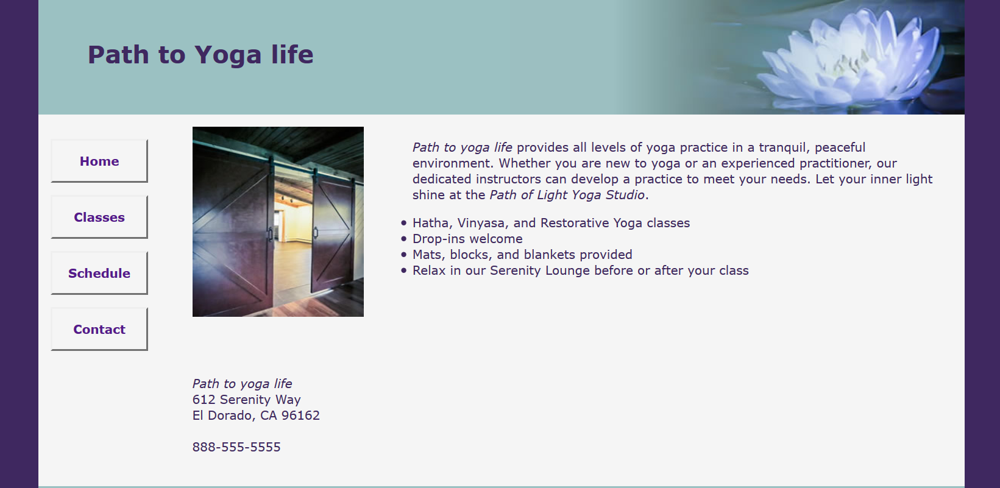 Path to Yoga life
Home
Classes
Schedule
Contact
Path to yoga life provides all levels of yoga practice in a tranquil, peaceful
environment. Whether you are new to yoga or an experienced practitioner, our
dedicated instructors can develop a practice to meet your needs. Let your inner light
shine at the Path of Light Yoga Studio.
Hatha, Vinyasa, and Restorative Yoga classes
Drop-ins welcome
Mats, blocks, and blankets provided
Relax in our Serenity Lounge before or after your class
Path to yoga life
612 Serenity Way
El Dorado, CA 96162
888-555-5555